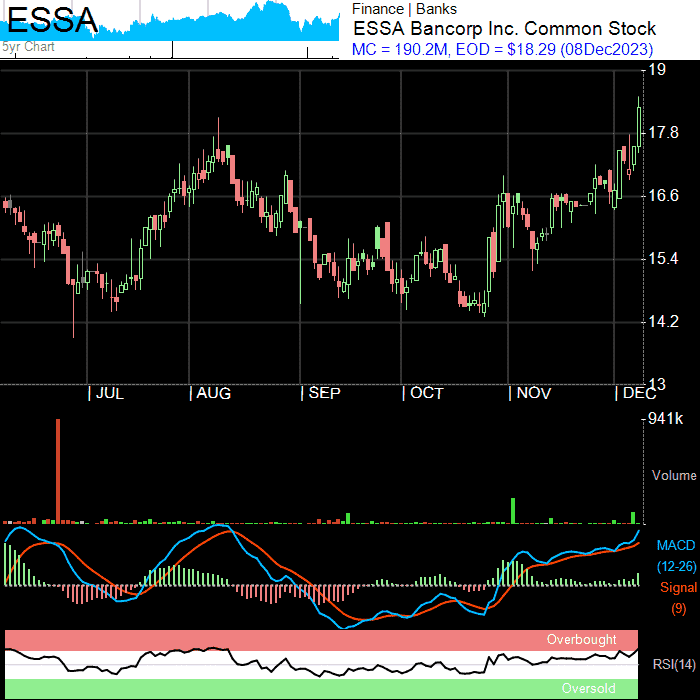 ESSA
5yr Chart
Finance | Banks
ESSA Bancorp Inc. Common Stock
MC = 190.2M, EOD = $18.29 (08Dec2023)
19
17.8
16.6
15.4
14.2
13
JUL AUG SEP OCT NOV DEC
941k
Volume
MACD
(12-26)
Signal
(9)
Overbought
RSI(14)
Oversold